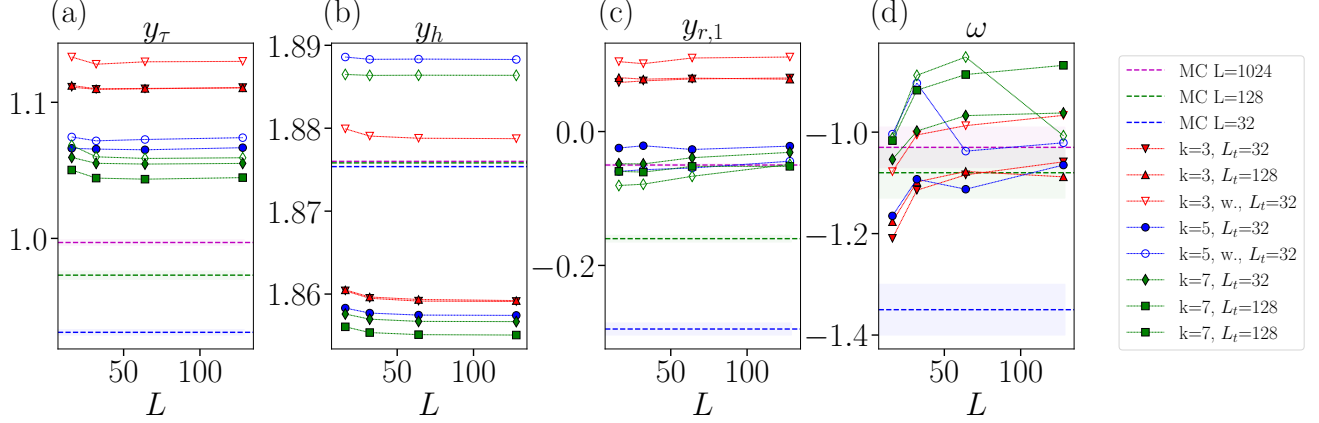 (a)
y_τ
1.1
1.0
50
100
L
(b)
y_h
1.89
1.88
1.87
1.86
50
100
L
(c)
y_{r,1}
0.0
−0.2
50
100
L
(d)
ω
−1.0
−1.2
−1.4
50
100
L
MC L=1024
MC L=128
MC L=32
k=3, L_t=32
k=3, L_t=128
k=3, w., L_t=32
k=5, L_t=32
k=5, w., L_t=32
k=7, L_t=32
k=7, L_t=128
k=7, L_t=128